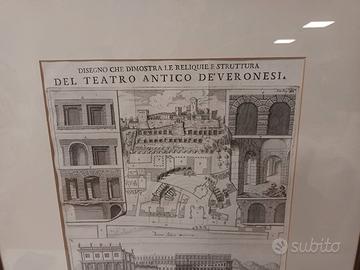 DISEGNO CHE DIMOSTRA LE RELIQUIE E STRUTTURA
DEL TEATRO ANTICO DE'VERONESI.
subito